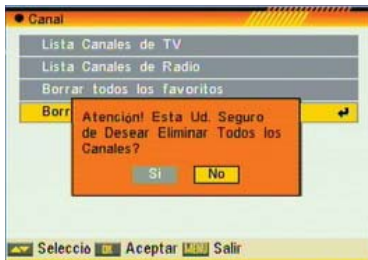 Canal
Lista Canales de TV
Lista Canales de Radio
Borrar todos los favoritos
Borr
Atención! Esta Ud. Seguro
de Desear Eliminar Todos los
Canales?
Si No
Seleccio OK Aceptar MENU Salir